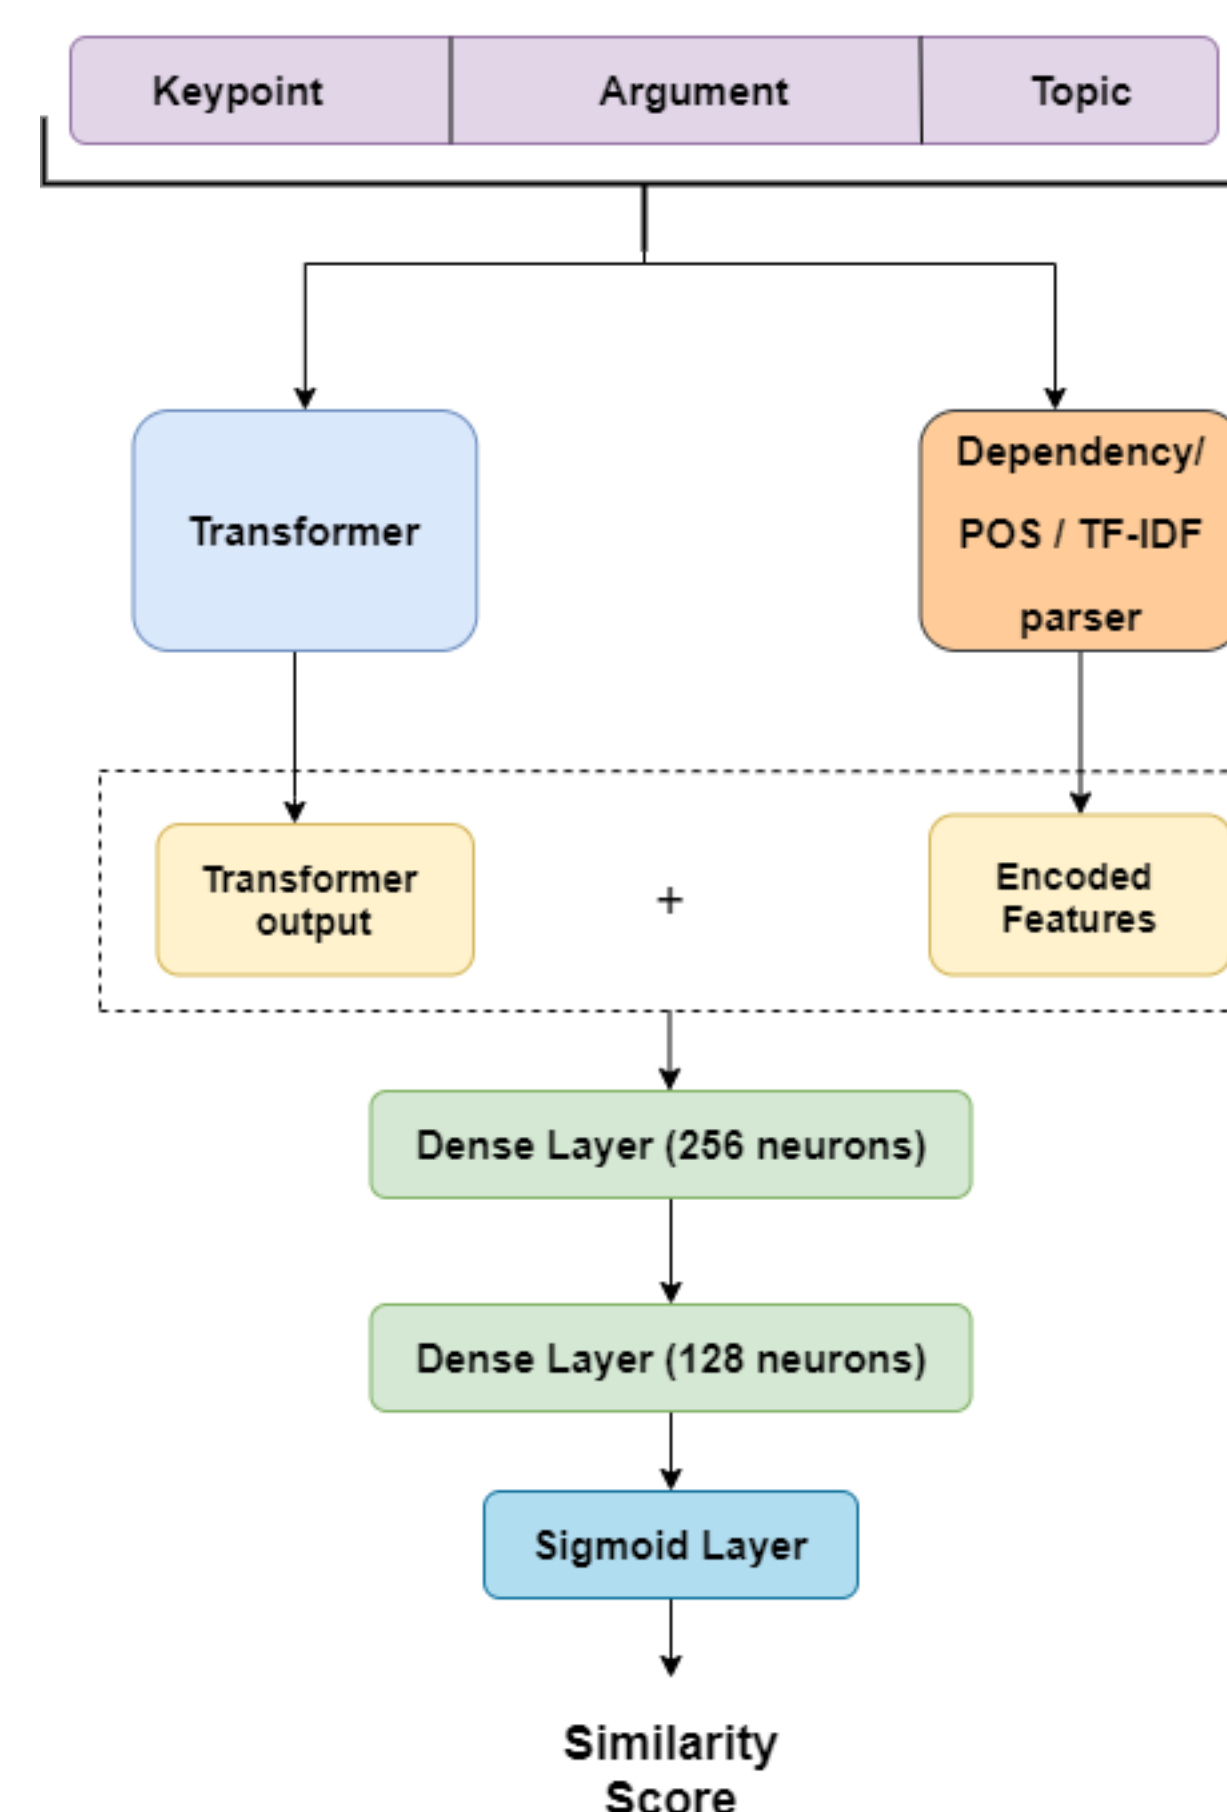 Keypoint Argument Topic
Transformer
Dependency/
POS / TF-IDF
parser
Transformer
output
+
Encoded
Features
Dense Layer (256 neurons)
Dense Layer (128 neurons)
Sigmoid Layer
Similarity
Score